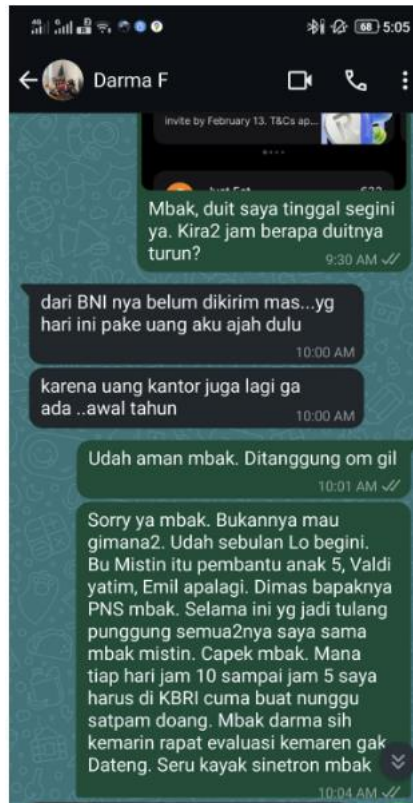 68 5:05
Darma F
invite by February 13. T&Cs ap...
Just Eat
Mbak, duit saya tinggal segini
ya. Kira2 jam berapa duitnya
turun?
9:30 AM
dari BNI nya belum dikirim mas...yg
hari ini pake uang aku ajah dulu
10:00 AM
karena uang kantor juga lagi ga
ada ..awal tahun
10:00 AM
Udah aman mbak. Ditanggung om gil
10:01 AM
Sorry ya mbak. Bukannya mau
gimana2. Udah sebulan Lo begini.
Bu Mistin itu pembantu anak 5, Valdi
yatim, Emil apalagi. Dimas bapaknya
PNS mbak. Selama ini yg jadi tulang
punggung semua2nya saya sama
mbak mistin. Capek mbak. Mana
tiap hari jam 10 sampai jam 5 saya
harus di KBRI cuma buat nunggu
satpam doang. Mbak darma sih
kemarin rapat evaluasi kemaren gak
Dateng. Seru kayak sinetron mbak
10:04 AM